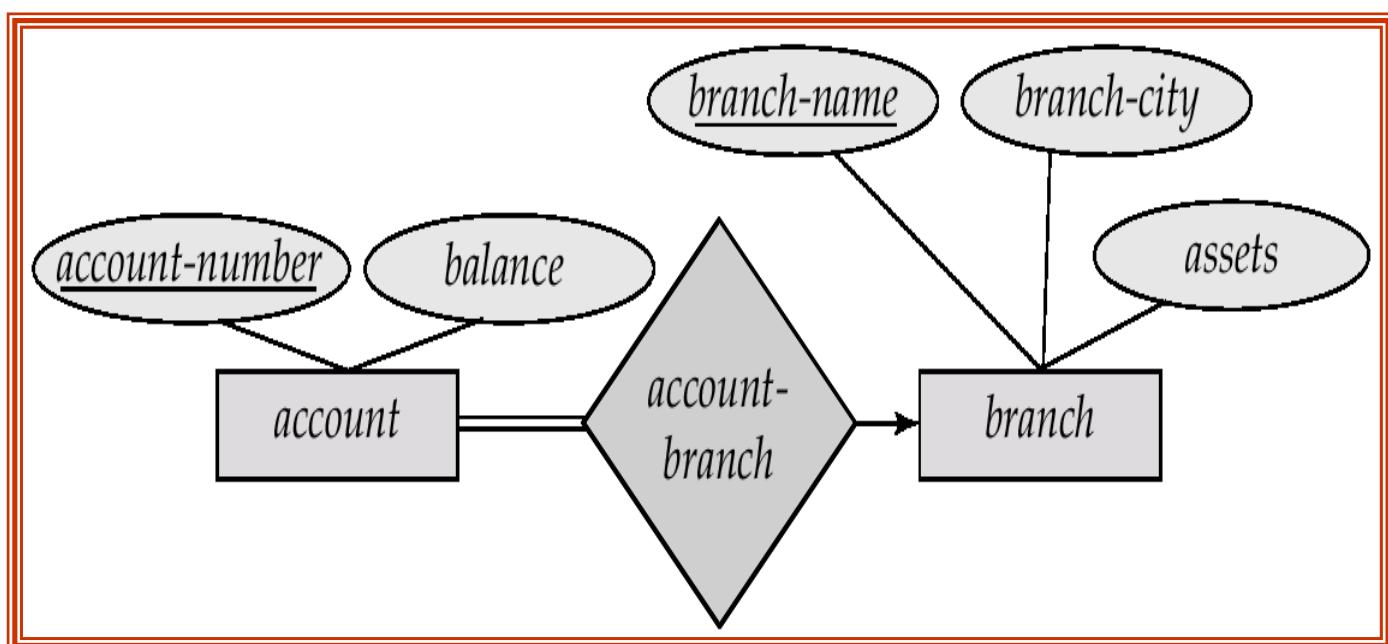 branch-name
branch-city
account-number
balance
assets
account
account-
branch
branch